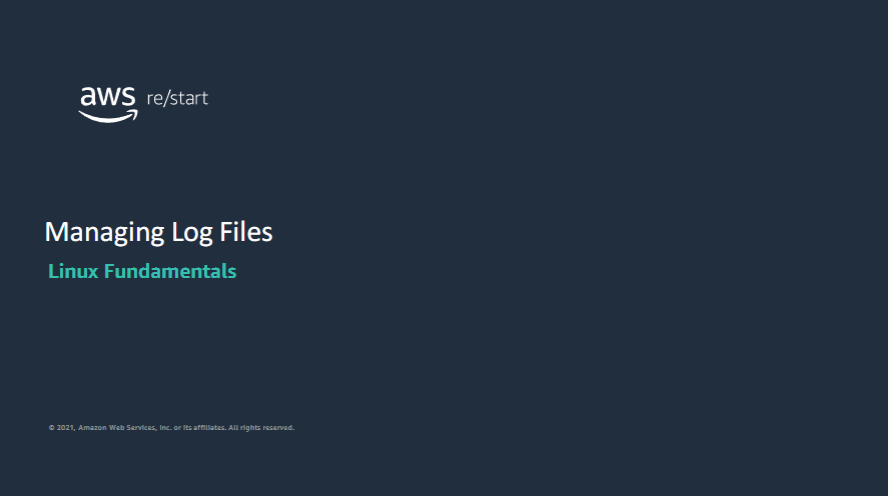 aws re/start
Managing Log Files
Linux Fundamentals
© 2021, Amazon Web Services, Inc. or its affiliates. All rights reserved.